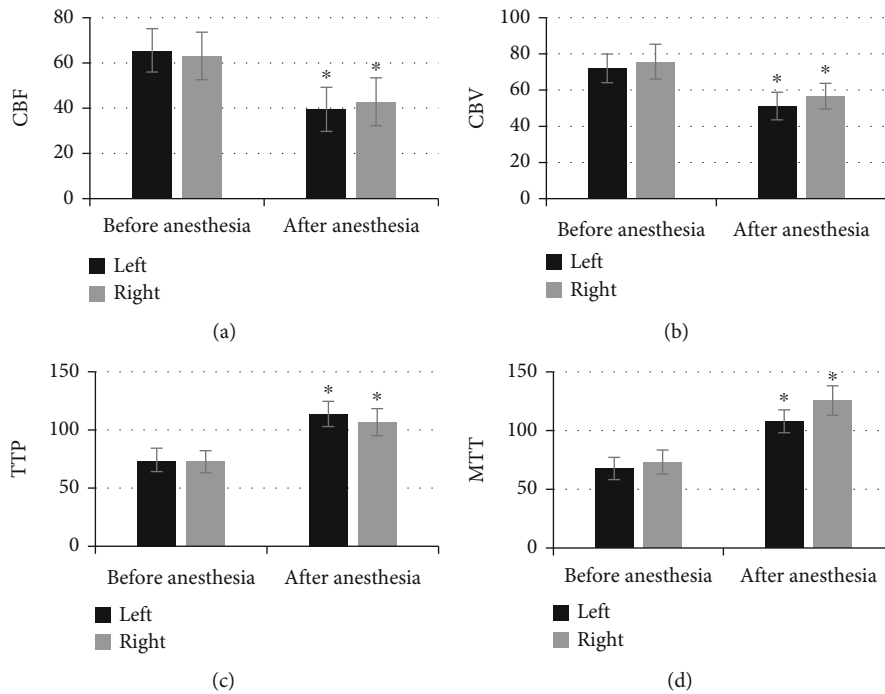 80
60
40
20
0
CBF
* *
Before anesthesia After anesthesia
Left
Right
(a)
100
80
60
40
20
0
CBV
* *
Before anesthesia After anesthesia
Left
Right
(b)
150
100
50
0
TTP
* *
Before anesthesia After anesthesia
Left
Right
(c)
150
100
50
0
MTT
* *
Before anesthesia After anesthesia
Left
Right
(d)